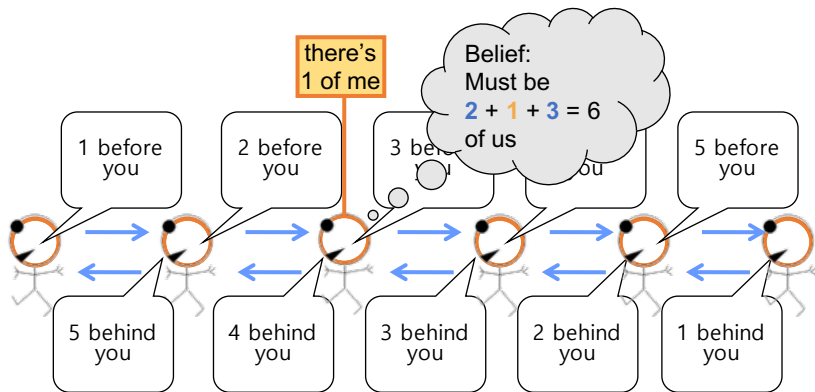 there's
1 of me
Belief:
Must be
2 + 1 + 3 = 6
of us
1 before
you
2 before
you
3
5 before
you
5 behind
you
4 behind
you
3 behind
you
2 behind
you
1 behind
you